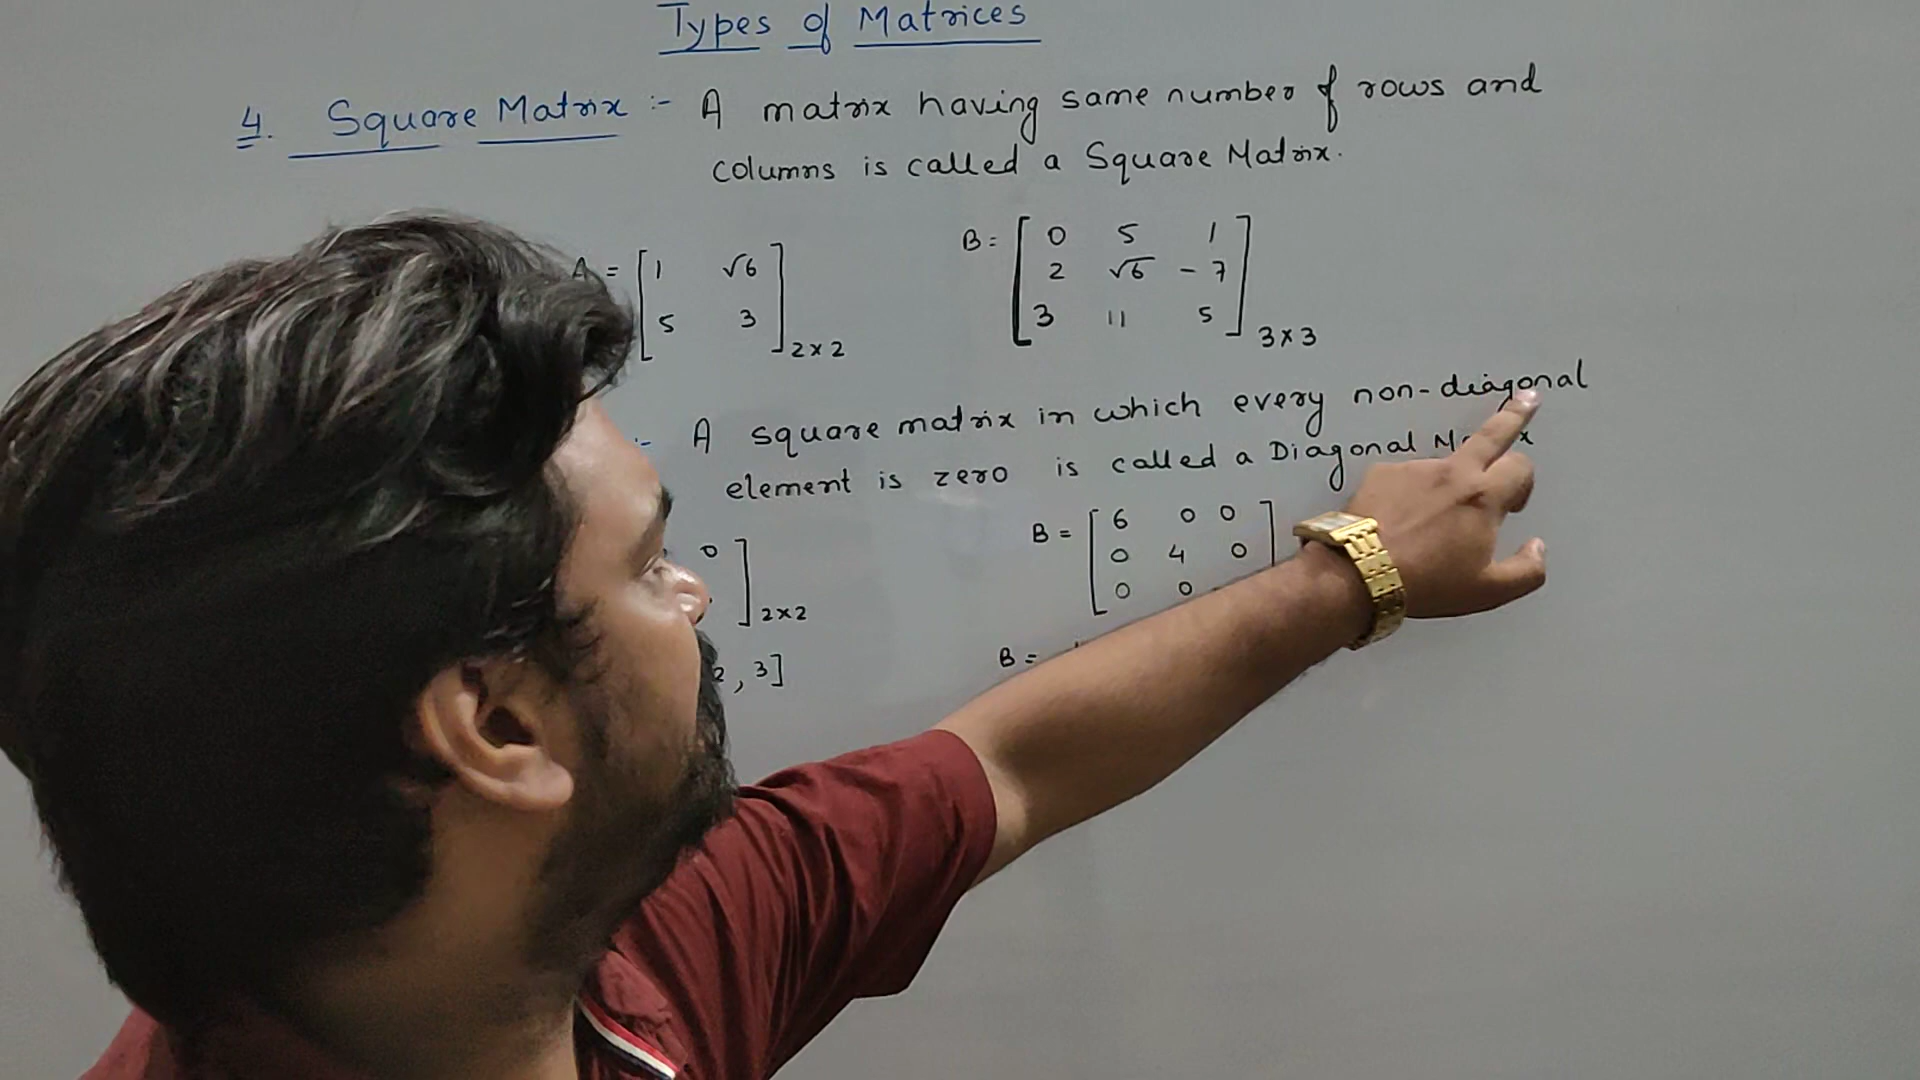 Types of Matrices
4. Square Matrix :- A matrix having same number of rows and
columns is called a Square Matrix.
A = [ 1 √6
5 3 ] 2×2
B = [ 0 5 1
2 √6 -7
3 11 5 ] 3×3
:- A square matrix in which every non-diagonal
element is zero is called a Diagonal
0
] 2×2
B = [ 6 0 0
0 4 0
0 0
2, 3]
B =